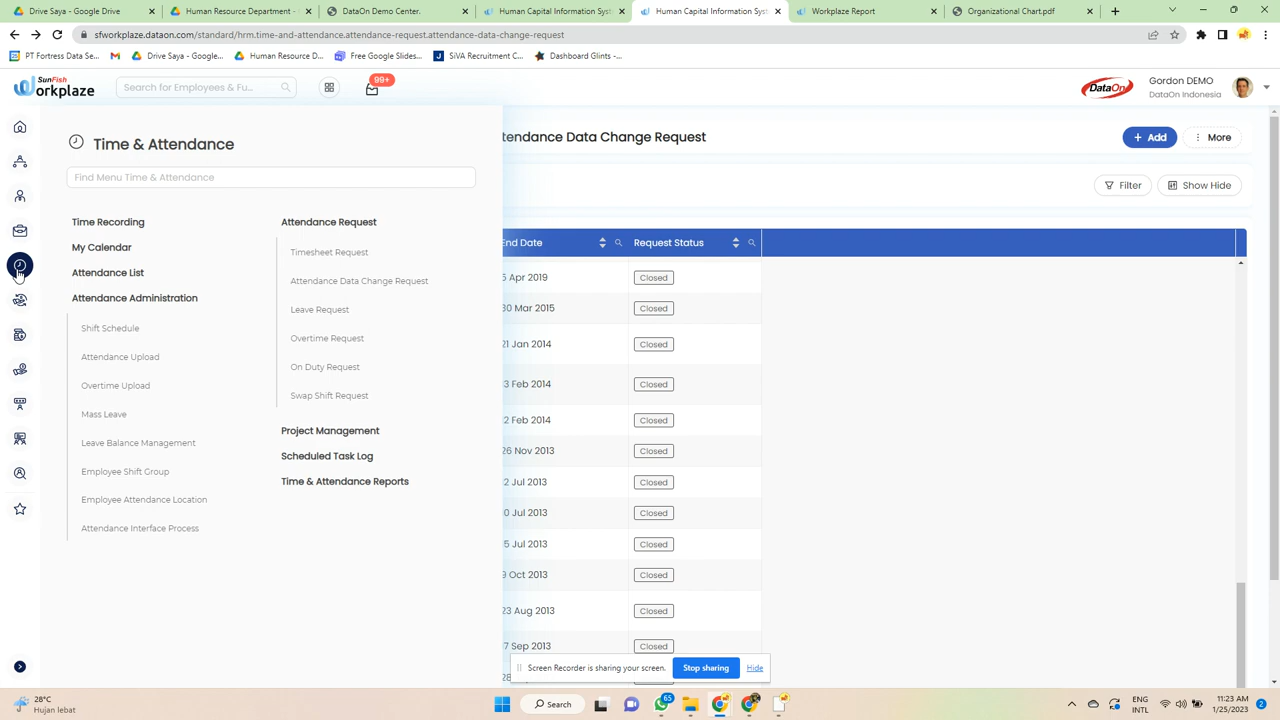 Drive Saya - Google...
Human Resource Department -
DataOn Demo Center.
Human Capital Information Sys
Human Capital Information Sys
Workplaze Report
Organizational Chart.pdf
sfworkplaze.dataon.com/standard/hrm.time-and-attendance.attendance-request.attendance-data-change-request
PT Fortress Data Se...
Drive Saya - Google...
Human Resource D...
Free Google Slides...
SiVA Recruitment C...
Dashboard Glints –...
SunFish
orkplaze
Search for Employees & Fu...
99+
DataOn
Gordon DEMO
DataOn Indonesia
Time & Attendance
Find Menu Time & Attendance
Time Recording
My Calendar
Attendance List
Attendance Administration
Shift Schedule
Attendance Upload
Overtime Upload
Mass Leave
Leave Balance Management
Employee Shift Group
Employee Attendance Location
Attendance Interface Process
Attendance Request
Timesheet Request
Attendance Data Change Request
Leave Request
Overtime Request
On Duty Request
Swap Shift Request
Project Management
Scheduled Task Log
Time & Attendance Reports
tendance Data Change Request
+ Add
More
Filter
Show Hide
End Date
Request Status
5 Apr 2019
Closed
30 Mar 2015
Closed
21 Jan 2014
Closed
3 Feb 2014
Closed
2 Feb 2014
Closed
26 Nov 2013
Closed
2 Jul 2013
Closed
0 Jul 2013
Closed
5 Jul 2013
Closed
9 Oct 2013
Closed
23 Aug 2013
Closed
7 Sep 2013
Closed
28
Screen Recorder is sharing your screen.
Stop sharing
Hide
28°C
Hujan lebat
Search
65
ENG
INTL
11:23 AM
1/25/2023
2